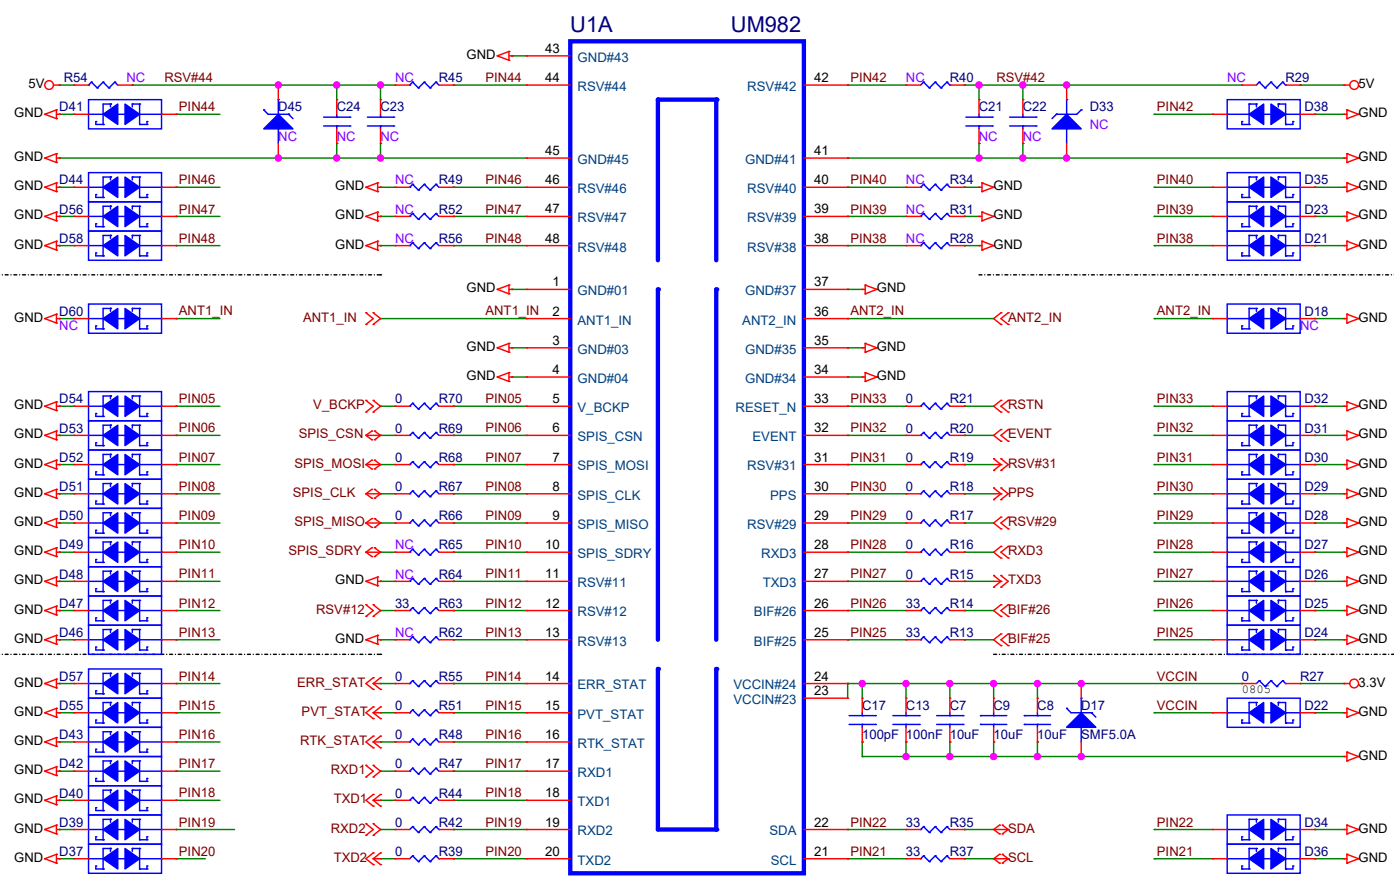 U1A UM982
GND 43 GND#43
5V R54 NC RSV#44 NC R45 PIN44 44 RSV#44 RSV#42 42 PIN42 NC R40 RSV#42 NC R29 5V
GND D41 PIN44 D45 C24 C23 C21 C22 D33 PIN42 D38 GND
NC NC NC NC NC NC
GND 45 GND#45 GND#41 41 GND
GND D44 PIN46 GND NC R49 PIN46 46 RSV#46 RSV#40 40 PIN40 NC R34 GND PIN40 D35 GND
GND D56 PIN47 GND NC R52 PIN47 47 RSV#47 RSV#39 39 PIN39 NC R31 GND PIN39 D23 GND
GND D58 PIN48 GND NC R56 PIN48 48 RSV#48 RSV#38 38 PIN38 NC R28 GND PIN38 D21 GND
GND 1 GND#01 GND#37 37 GND
GND D60 NC ANT1_IN ANT1_IN ANT1_IN 2 ANT1_IN ANT2_IN 36 ANT2_IN ANT2_IN ANT2_IN D18 NC GND
GND 3 GND#03 GND#35 35 GND
GND 4 GND#04 GND#34 34 GND
GND D54 PIN05 V_BCKP 0 R70 PIN05 5 V_BCKP RESET_N 33 PIN33 0 R21 RSTN PIN33 D32 GND
GND D53 PIN06 SPIS_CSN 0 R69 PIN06 6 SPIS_CSN EVENT 32 PIN32 0 R20 EVENT PIN32 D31 GND
GND D52 PIN07 SPIS_MOSI 0 R68 PIN07 7 SPIS_MOSI RSV#31 31 PIN31 0 R19 RSV#31 PIN31 D30 GND
GND D51 PIN08 SPIS_CLK 0 R67 PIN08 8 SPIS_CLK PPS 30 PIN30 0 R18 PPS PIN30 D29 GND
GND D50 PIN09 SPIS_MISO 0 R66 PIN09 9 SPIS_MISO RSV#29 29 PIN29 0 R17 RSV#29 PIN29 D28 GND
GND D49 PIN10 SPIS_SDRY NC R65 PIN10 10 SPIS_SDRY RXD3 28 PIN28 0 R16 RXD3 PIN28 D27 GND
GND D48 PIN11 GND NC R64 PIN11 11 RSV#11 TXD3 27 PIN27 0 R15 TXD3 PIN27 D26 GND
GND D47 PIN12 RSV#12 33 R63 PIN12 12 RSV#12 BIF#26 26 PIN26 33 R14 BIF#26 PIN26 D25 GND
GND D46 PIN13 GND NC R62 PIN13 13 RSV#13 BIF#25 25 PIN25 33 R13 BIF#25 PIN25 D24 GND
GND D57 PIN14 ERR_STAT 0 R55 PIN14 14 ERR_STAT VCCIN#24 24 VCCIN 0 0805 R27 3.3V
VCCIN#23 23
GND D55 PIN15 PVT_STAT 0 R51 PIN15 15 PVT_STAT C17 C13 C7 C9 C8 D17 VCCIN D22 GND
GND D43 PIN16 RTK_STAT 0 R48 PIN16 16 RTK_STAT 100pF 100nF 10uF 10uF 10uF SMF5.0A
GND
GND D42 PIN17 RXD1 0 R47 PIN17 17 RXD1
GND D40 PIN18 TXD1 0 R44 PIN18 18 TXD1
GND D39 PIN19 RXD2 0 R42 PIN19 19 RXD2 SDA 22 PIN22 33 R35 SDA PIN22 D34 GND
GND D37 PIN20 TXD2 0 R39 PIN20 20 TXD2 SCL 21 PIN21 33 R37 SCL PIN21 D36 GND